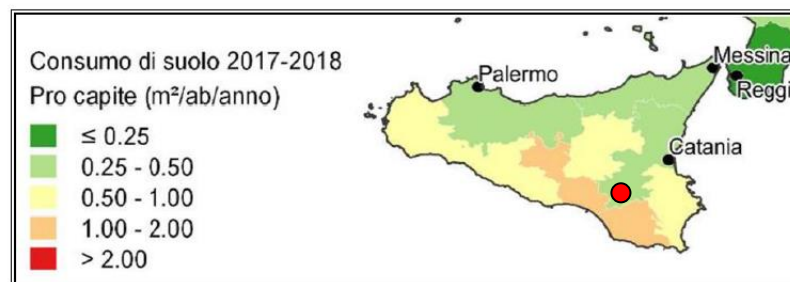 Consumo di suolo 2017-2018
Pro capite (m²/ab/anno)
≤ 0.25
0.25 - 0.50
0.50 - 1.00
1.00 - 2.00
> 2.00
Palermo
Messina
Reggi
Catania